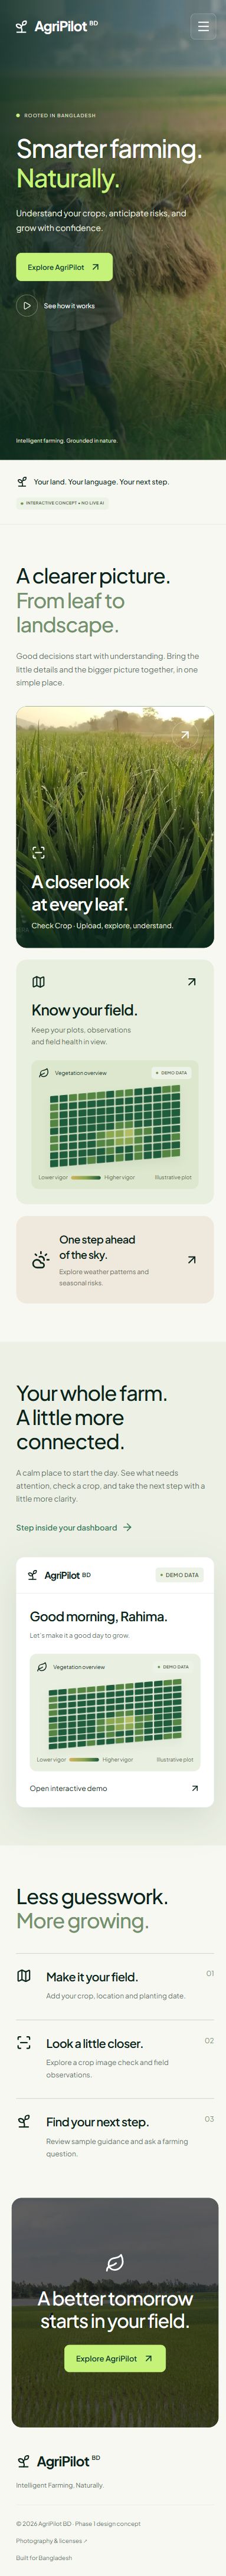 AgriPilot BD
ROOTED IN BANGLADESH
Smarter farming.
Naturally.
Understand your crops, anticipate risks, and
grow with confidence.
Explore AgriPilot
See how it works
Intelligent farming. Grounded in nature.
Your land. Your language. Your next step.
INTERACTIVE CONCEPT • NO LIVE AI
A clearer picture.
From leaf to
landscape.
Good decisions start with understanding. Bring the
little details and the bigger picture together, in one
simple place.
A closer look
at every leaf.
Check Crop · Upload, explore, understand.
Know your field.
Keep your plots, observations
and field health in view.
Vegetation overview
DEMO DATA
Lower vigor
Higher vigor
Illustrative plot
One step ahead
of the sky.
Explore weather patterns and
seasonal risks.
Your whole farm.
A little more
connected.
A calm place to start the day. See what needs
attention, check a crop, and take the next step with a
little more clarity.
Step inside your dashboard →
AgriPilot BD
DEMO DATA
Good morning, Rahima.
Let's make it a good day to grow.
Vegetation overview
DEMO DATA
Lower vigor
Higher vigor
Illustrative plot
Open interactive demo
Less guesswork.
More growing.
Make it your field.
01
Add your crop, location and planting date.
Look a little closer.
02
Explore a crop image check and field
observations.
Find your next step.
03
Review sample guidance and ask a farming
question.
A better tomorrow
starts in your field.
Explore AgriPilot
AgriPilot BD
Intelligent Farming, Naturally.
© 2026 AgriPilot BD · Phase 1 design concept
Photography & licenses ↗
Built for Bangladesh